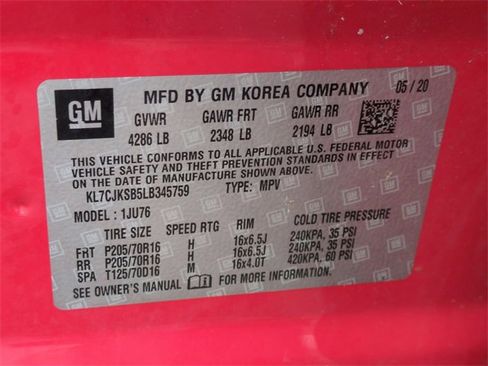 GM
MFD BY GM KOREA COMPANY
05 / 20
GVWR GAWR FRT GAWR RR
4286 LB 2348 LB 2194 LB
THIS VEHICLE CONFORMS TO ALL APPLICABLE U.S. FEDERAL MOTOR
VEHICLE SAFETY AND THEFT PREVENTION STANDARDS IN EFFECT
ON THE DATE OF MANUFACTURE SHOWN ABOVE.
KL7CJKSB5LB345759 TYPE: MPV
MODEL: 1JU76
TIRE SIZE SPEED RTG RIM COLD TIRE PRESSURE
FRT P205/70R16 H 16x6.5J 240KPA, 35 PSI
RR P205/70R16 H 16x6.5J 240KPA, 35 PSI
SPA T125/70D16 M 16x4.0T 420KPA, 60 PSI
SEE OWNER'S MANUAL FOR MORE INFORMATION.